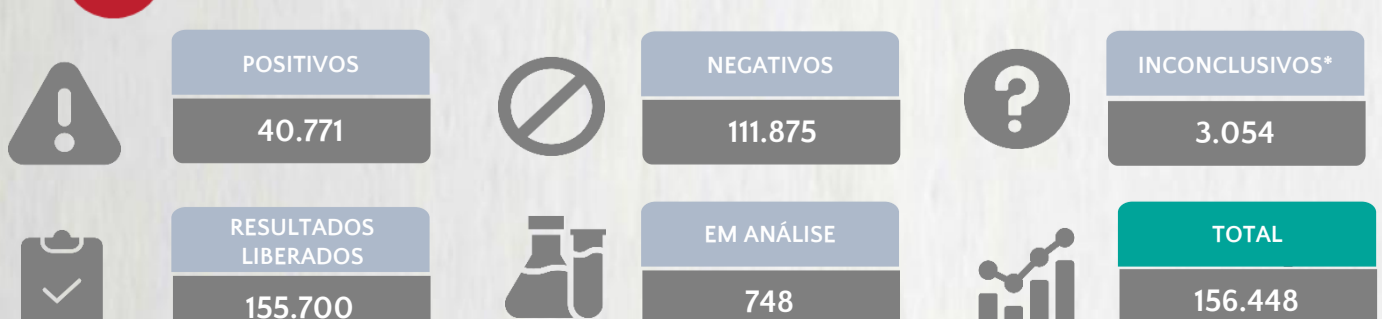 POSITIVOS
40.771
NEGATIVOS
111.875
INCONCLUSIVOS*
3.054
RESULTADOS
LIBERADOS
155.700
EM ANÁLISE
748
TOTAL
156.448